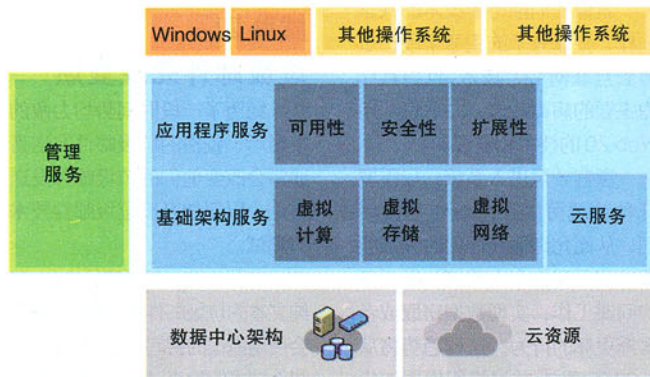 Windows Linux 其他操作系统 其他操作系统
管理
服务
应用程序服务 可用性 安全性 扩展性
基础架构服务 虚拟
计算 虚拟
存储 虚拟
网络 云服务
数据中心架构 云资源